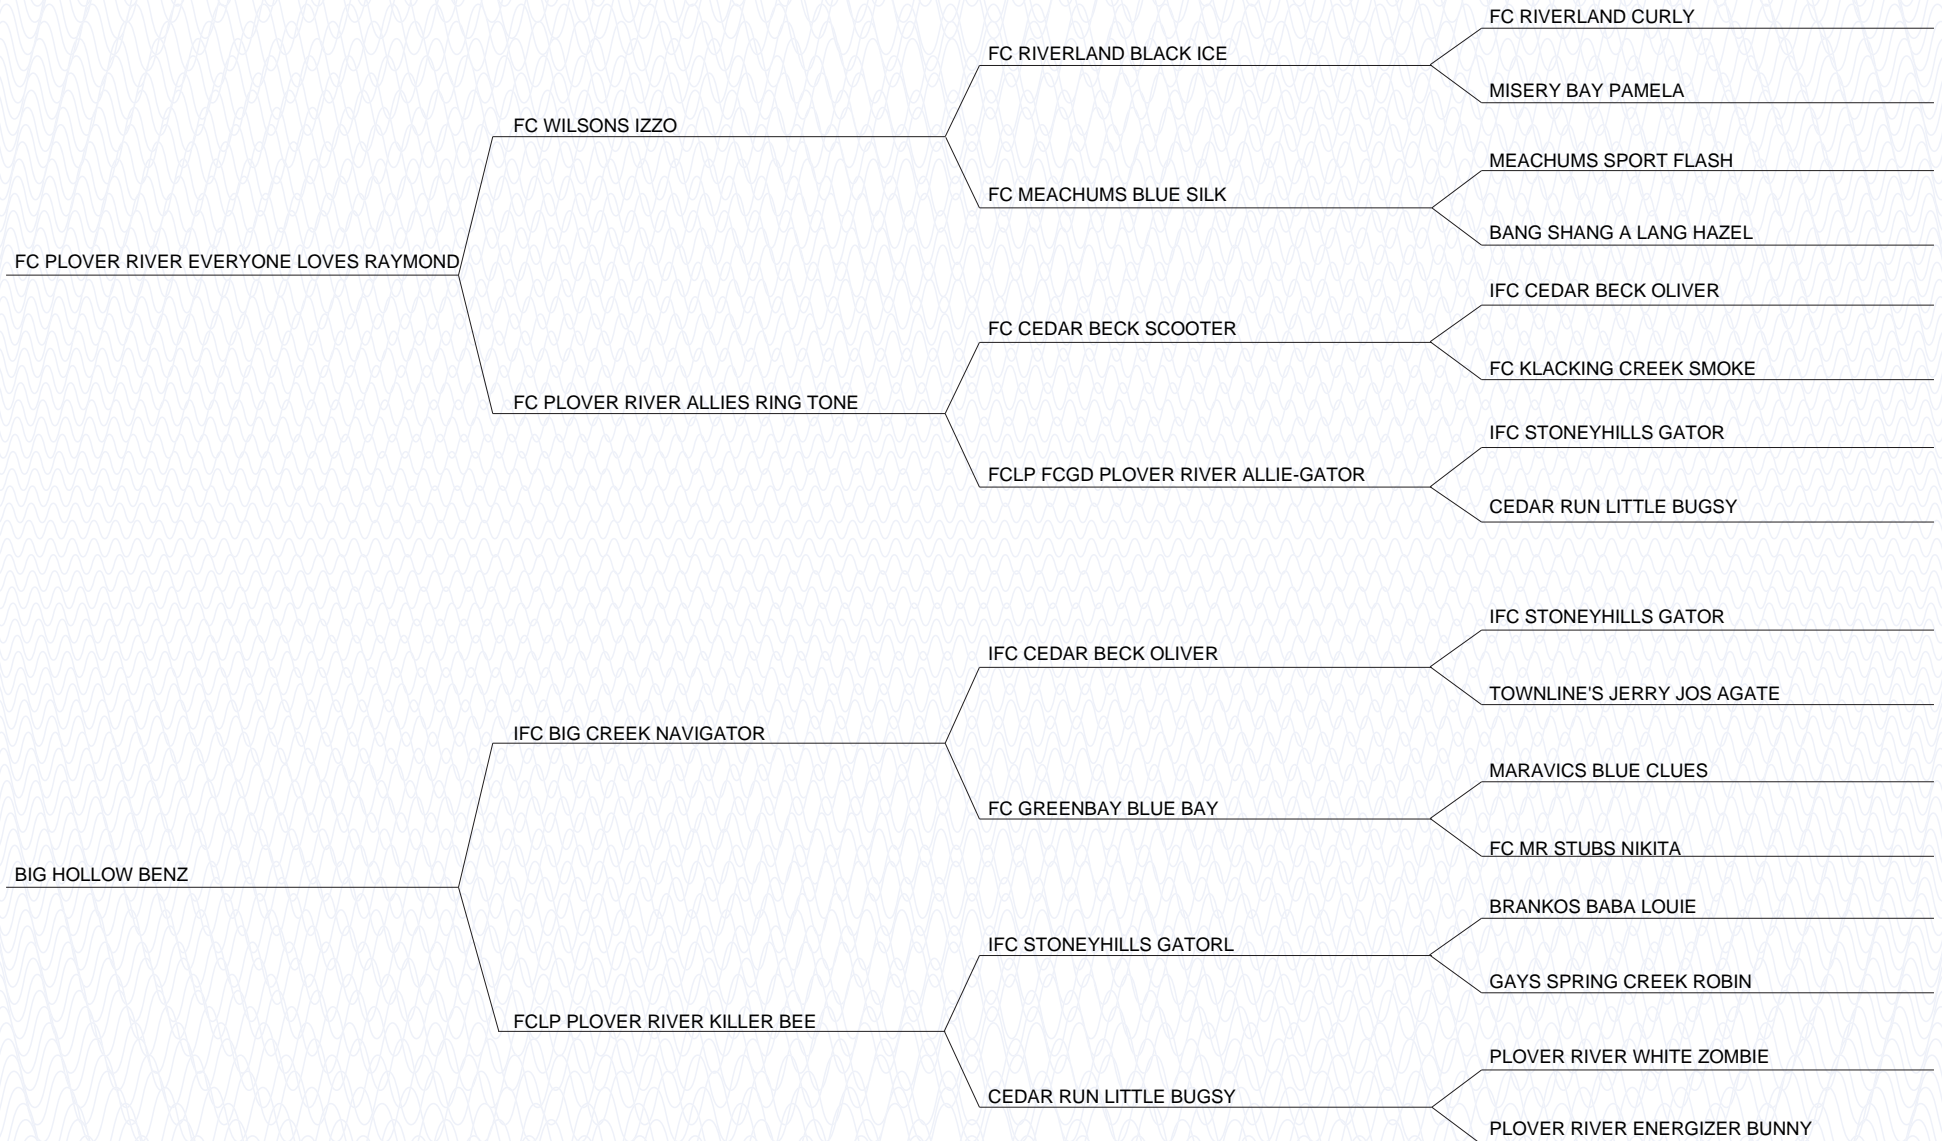 FC RIVERLAND CURLY
FC RIVERLAND BLACK ICE
MISERY BAY PAMELA
FC WILSONS IZZO
MEACHUMS SPORT FLASH
FC MEACHUMS BLUE SILK
BANG SHANG A LANG HAZEL
FC PLOVER RIVER EVERYONE LOVES RAYMOND
IFC CEDAR BECK OLIVER
FC CEDAR BECK SCOOTER
FC KLACKING CREEK SMOKE
FC PLOVER RIVER ALLIES RING TONE
IFC STONEYHILLS GATOR
FCLP FCGD PLOVER RIVER ALLIE-GATOR
CEDAR RUN LITTLE BUGSY
IFC STONEYHILLS GATOR
IFC CEDAR BECK OLIVER
TOWNLINE'S JERRY JOS AGATE
IFC BIG CREEK NAVIGATOR
MARAVICS BLUE CLUES
FC GREENBAY BLUE BAY
FC MR STUBS NIKITA
BIG HOLLOW BENZ
BRANKOS BABA LOUIE
IFC STONEYHILLS GATORL
GAYS SPRING CREEK ROBIN
FCLP PLOVER RIVER KILLER BEE
PLOVER RIVER WHITE ZOMBIE
CEDAR RUN LITTLE BUGSY
PLOVER RIVER ENERGIZER BUNNY